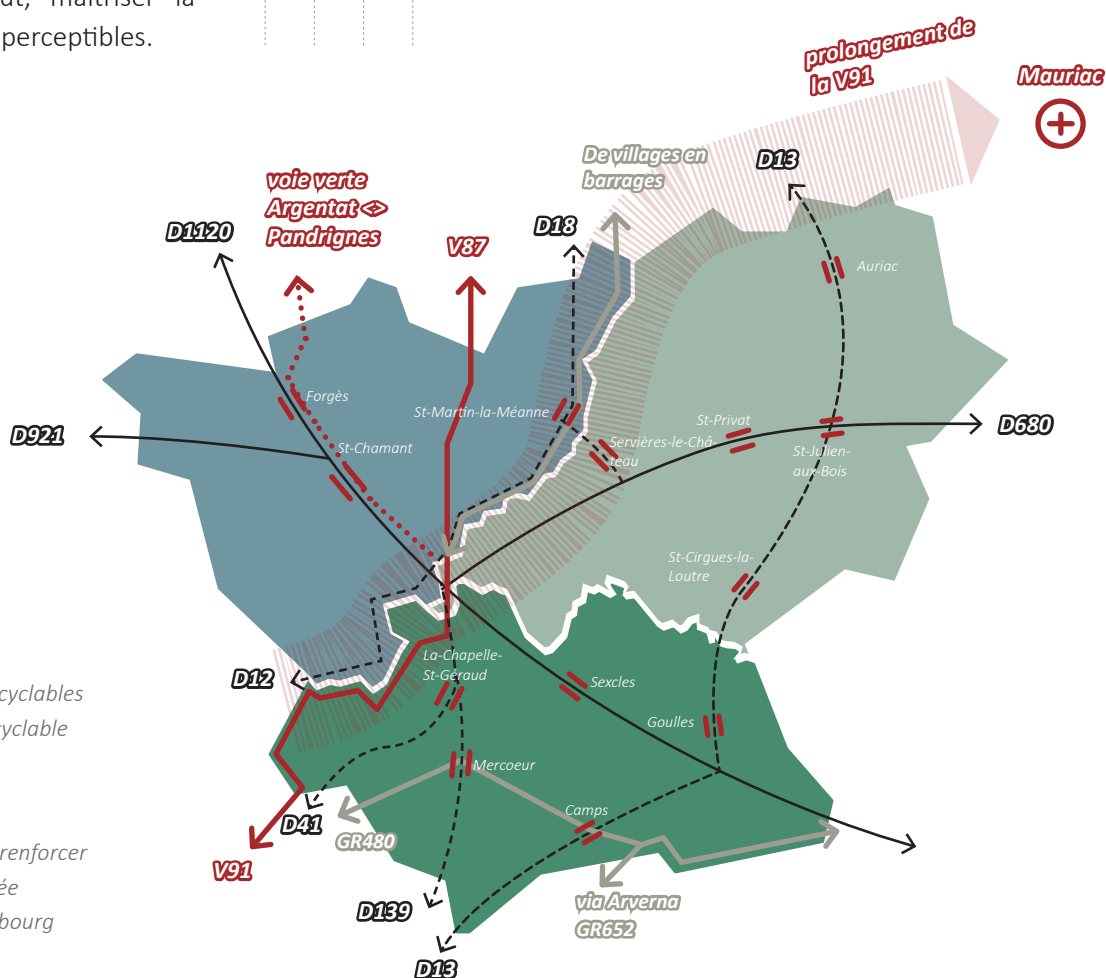 maîtriser la
perceptibles.
prolongement de
la V91
Mauriac
De villages en
barrages
D13
voie verte
Argentat <>
Pandrignes
D1120
V87
D18
Auriac
Forgès
St-Martin-la-Méanne
St-Privat
D921
D680
St-Chamant
Servières-le-Châ-
teau
St-Julien-
aux-Bois
St-Cirgues-la-
Loutre
La-Chapelle-
St-Géraud
D12
Sexcles
cyclables
Goulles
cyclable
Mercoeur
Camps
D41
GR480
renforcer
V91
via Arverna
GR652
D139
bourg
D13